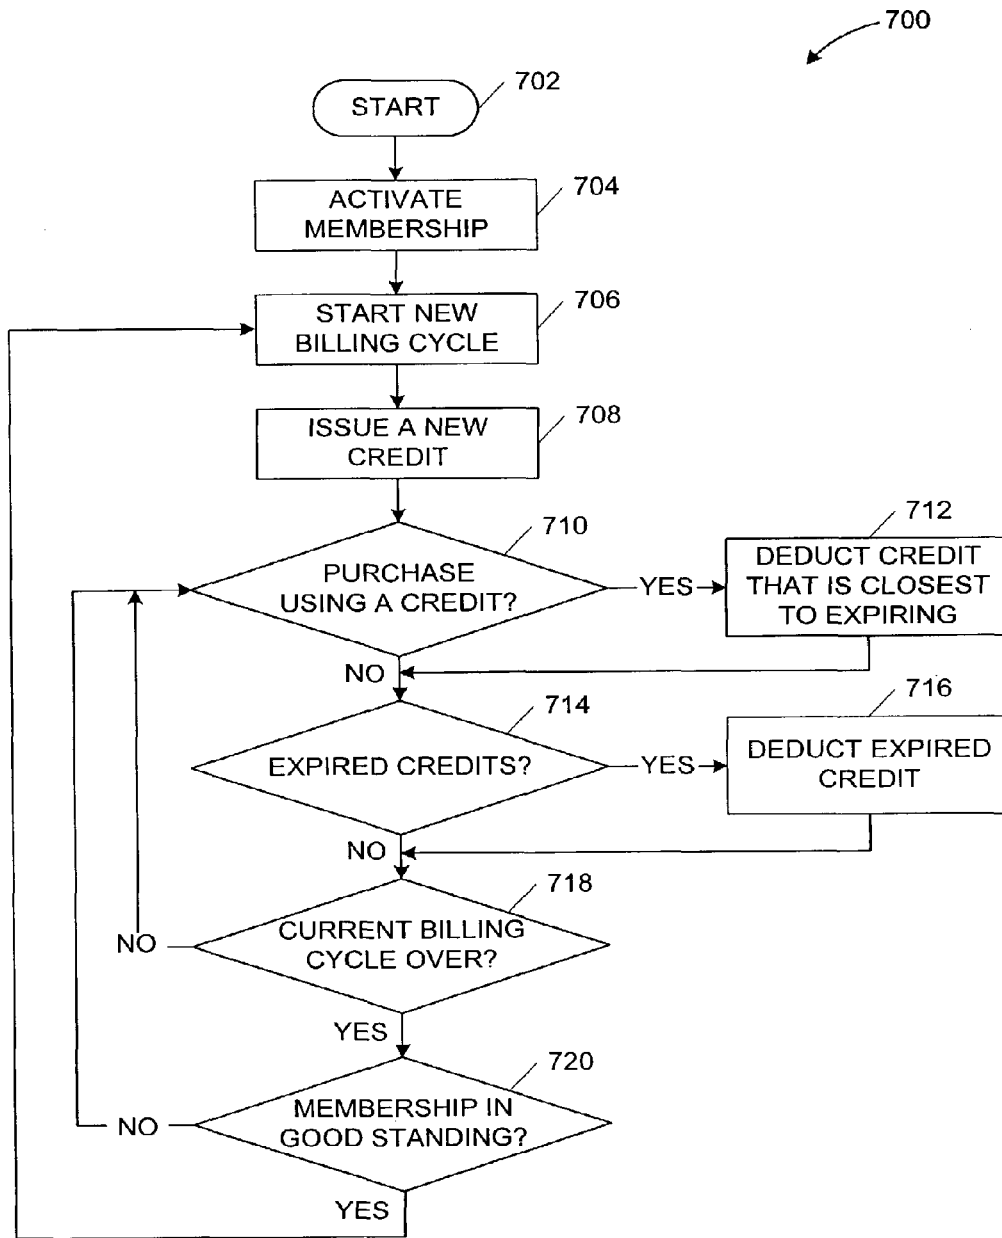 700
START
702
ACTIVATE
MEMBERSHIP
704
START NEW
BILLING CYCLE
706
ISSUE A NEW
CREDIT
708
PURCHASE
USING A CREDIT?
710
YES
DEDUCT CREDIT
THAT IS CLOSEST
TO EXPIRING
712
NO
EXPIRED CREDITS?
714
YES
DEDUCT EXPIRED
CREDIT
716
NO
CURRENT BILLING
CYCLE OVER?
718
NO
YES
MEMBERSHIP IN
GOOD STANDING?
720
NO
YES